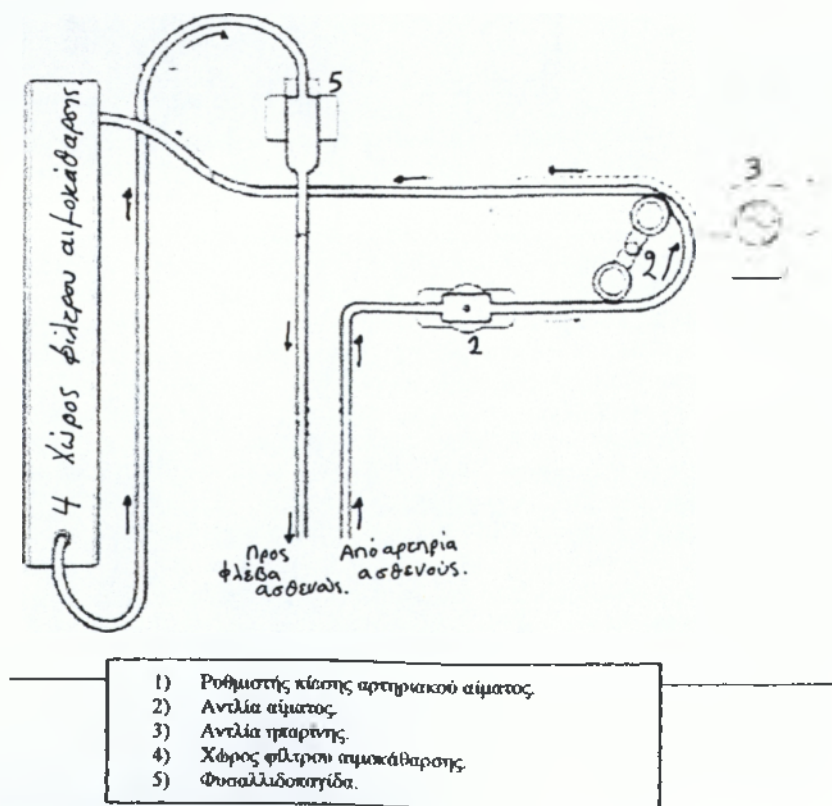 5
3
2
1
4 Χώρος φίλτρου αιμοκάθαρσης.
Προς
φλέβα
ασθενούς.
Από αρτηρία
ασθενούς.
1) Ρυθμιστής πίεσης αρτηριακού αίματος.
2) Αντλία αίματος.
3) Αντλία ηπαρίνης.
4) Χώρος φίλτρου αιμοκάθαρσης.
5) Φυσαλλιδοπαγίδα.